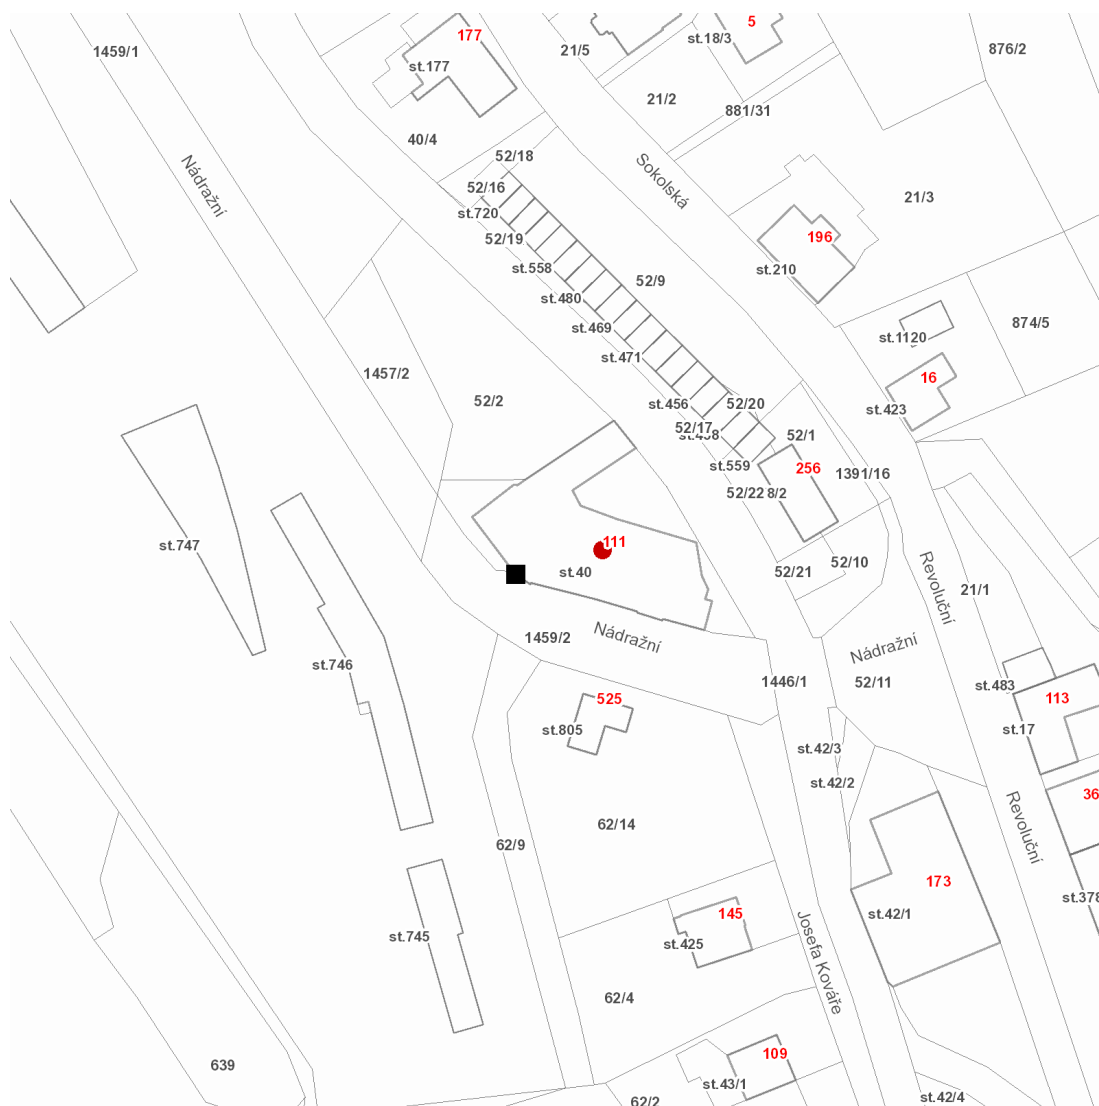 5
177
st.18/3
1459/1
21/5
876/2
st.177
21/2
881/31
40/4
52/18
Sokolská
Nádražní
52/16
21/3
st.720
52/19
196
st.558
st.210
52/9
st.480
874/5
st.469
st.1120
st.471
1457/2
16
52/2
st.456
52/20
st.423
52/17
52/1
st.559
256
1391/16
52/22
8/2
st.747
111
st.40
52/21
52/10
Revoluční
21/1
1459/2
Nádražní
Nádražní
st.746
1446/1
52/11
st.483
525
113
st.805
st.17
st.42/3
st.42/2
36
62/14
Revoluční
62/9
173
st.378
145
st.42/1
st.745
st.425
Josefa Kováře
62/4
109
639
st.43/1
62/2
st.42/4